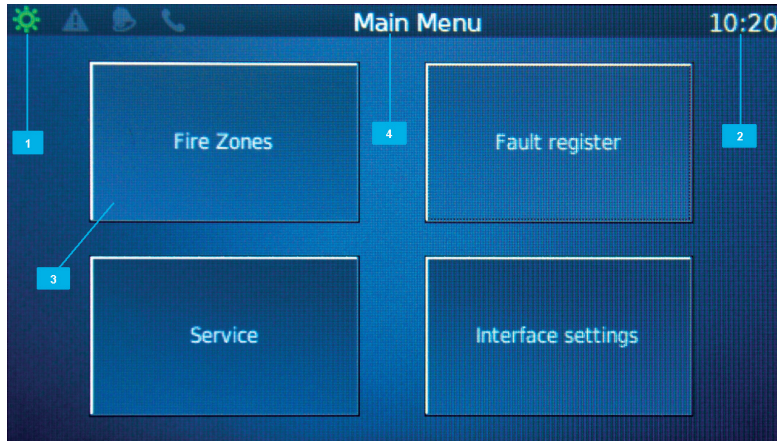 Main Menu
10:20
1
Fire Zones
4
Fault register
2
3
Service
Interface settings